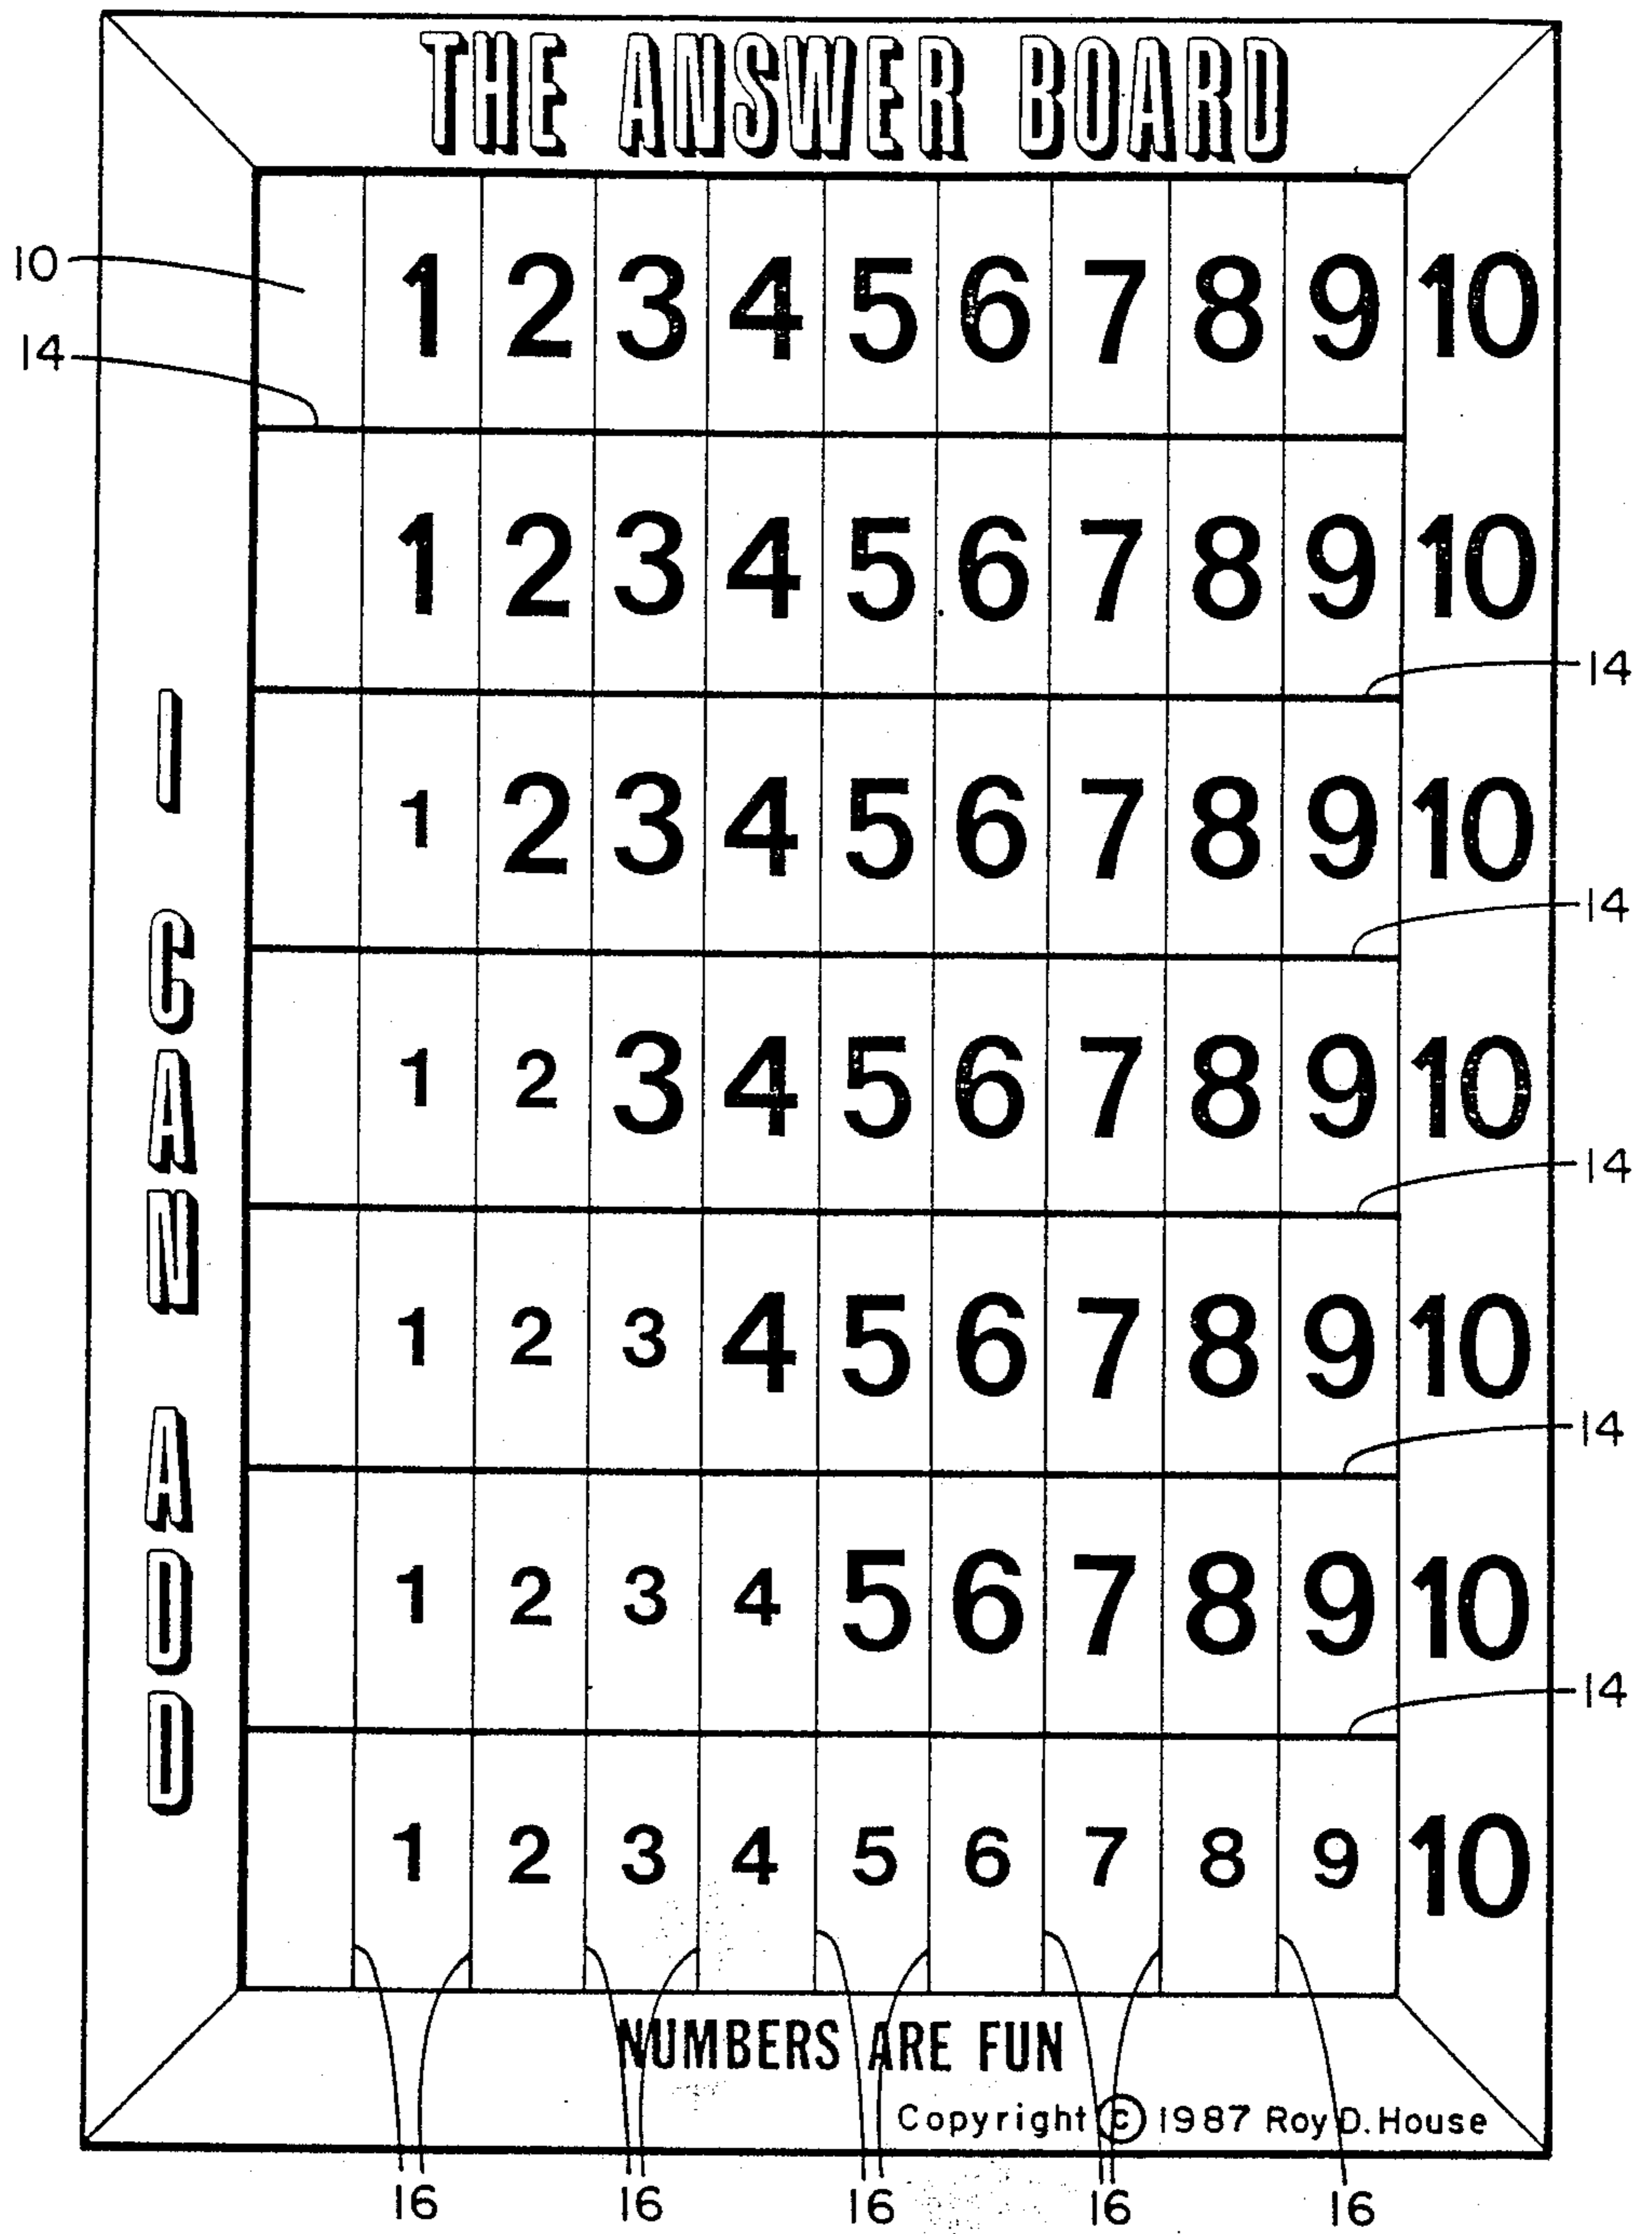 THE ANSWER BOARD
10
1 2 3 4 5 6 7 8 9 10
14
1 2 3 4 5 6 7 8 9 10
14
1 2 3 4 5 6 7 8 9 10
14
1 2 3 4 5 6 7 8 9 10
14
1 2 3 4 5 6 7 8 9 10
14
1 2 3 4 5 6 7 8 9 10
14
1 2 3 4 5 6 7 8 9 10
I CAN ADD
NUMBERS ARE FUN
Copyright © 1987 Roy D. House
16 16 16 16 16